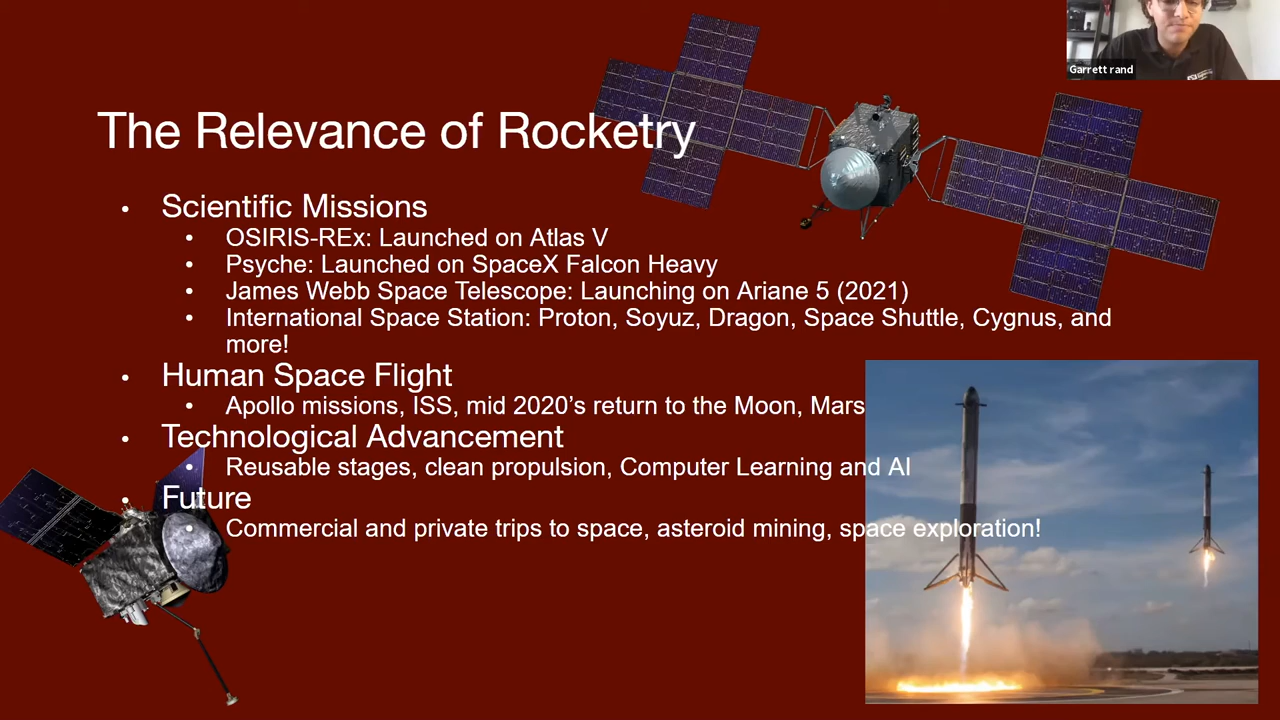 Garrett rand
The Relevance of Rocketry
• Scientific Missions
• OSIRIS-REx: Launched on Atlas V
• Psyche: Launched on SpaceX Falcon Heavy
• James Webb Space Telescope: Launching on Ariane 5 (2021)
• International Space Station: Proton, Soyuz, Dragon, Space Shuttle, Cygnus, and
more!
• Human Space Flight
• Apollo missions, ISS, mid 2020’s return to the Moon, Mars
• Technological Advancement
• Reusable stages, clean propulsion, Computer Learning and AI
• Future
• Commercial and private trips to space, asteroid mining, space exploration!